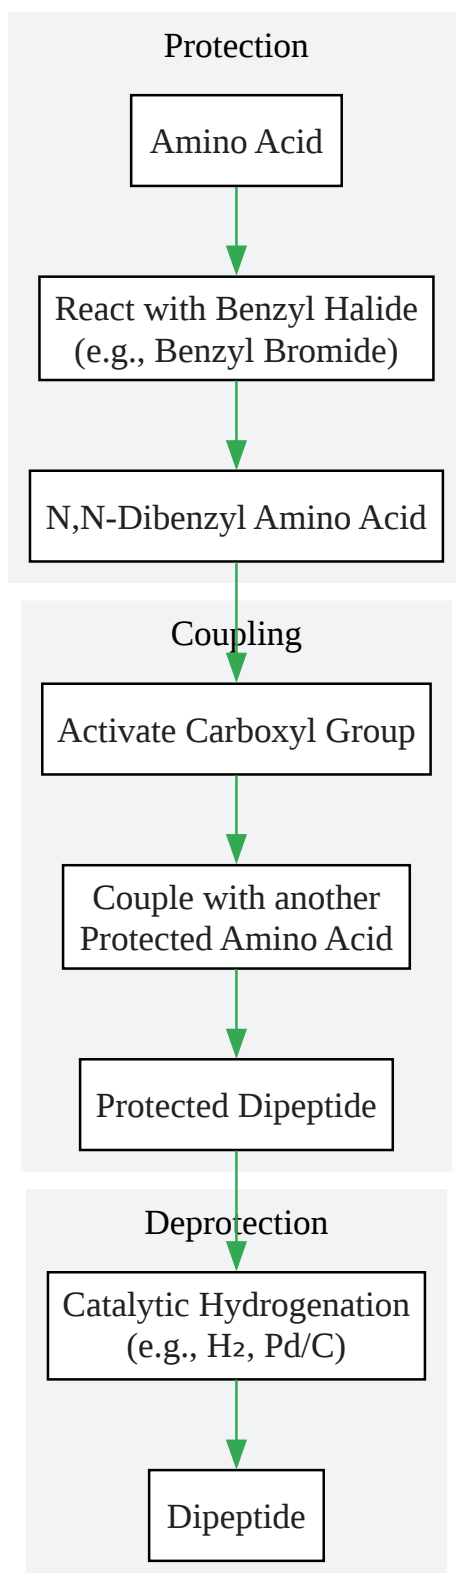 Protection
Amino Acid
React with Benzyl Halide
(e.g., Benzyl Bromide)
N,N-Dibenzyl Amino Acid
Coupling
Activate Carboxyl Group
Couple with another
Protected Amino Acid
Protected Dipeptide
Deprotection
Catalytic Hydrogenation
(e.g., H₂, Pd/C)
Dipeptide